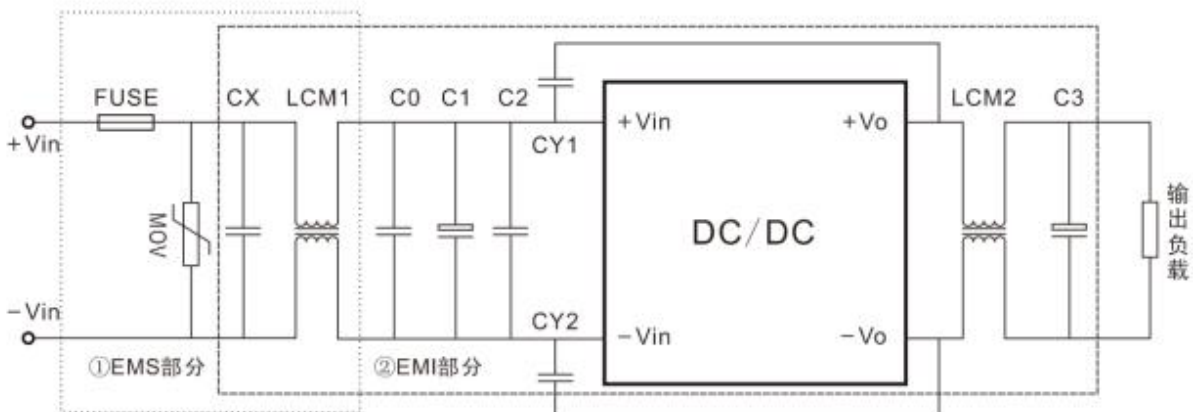 FUSE
CX
LCM1
C0
C1
C2
LCM2
C3
+Vin
CY1
+Vin
+Vo
MOV
DC/DC
输出负载
-Vin
CY2
-Vin
-Vo
①EMS部分
②EMI部分